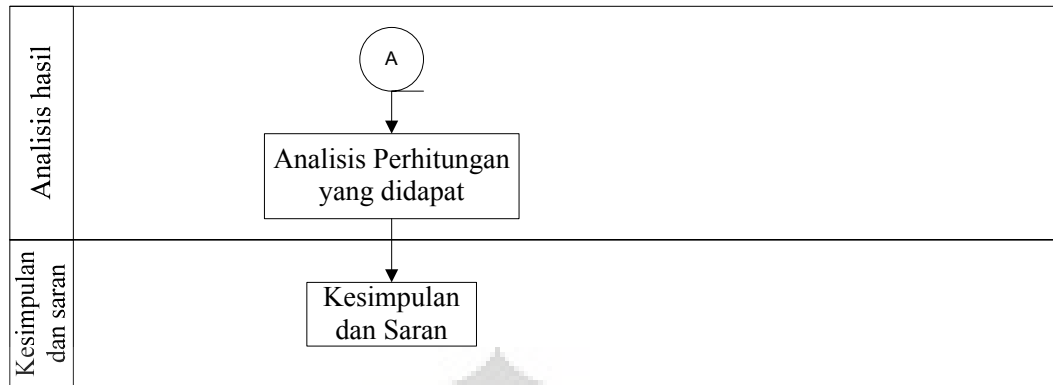 Analisis hasil
A
Analisis Perhitungan
yang didapat
Kesimpulan
dan saran
Kesimpulan
dan Saran